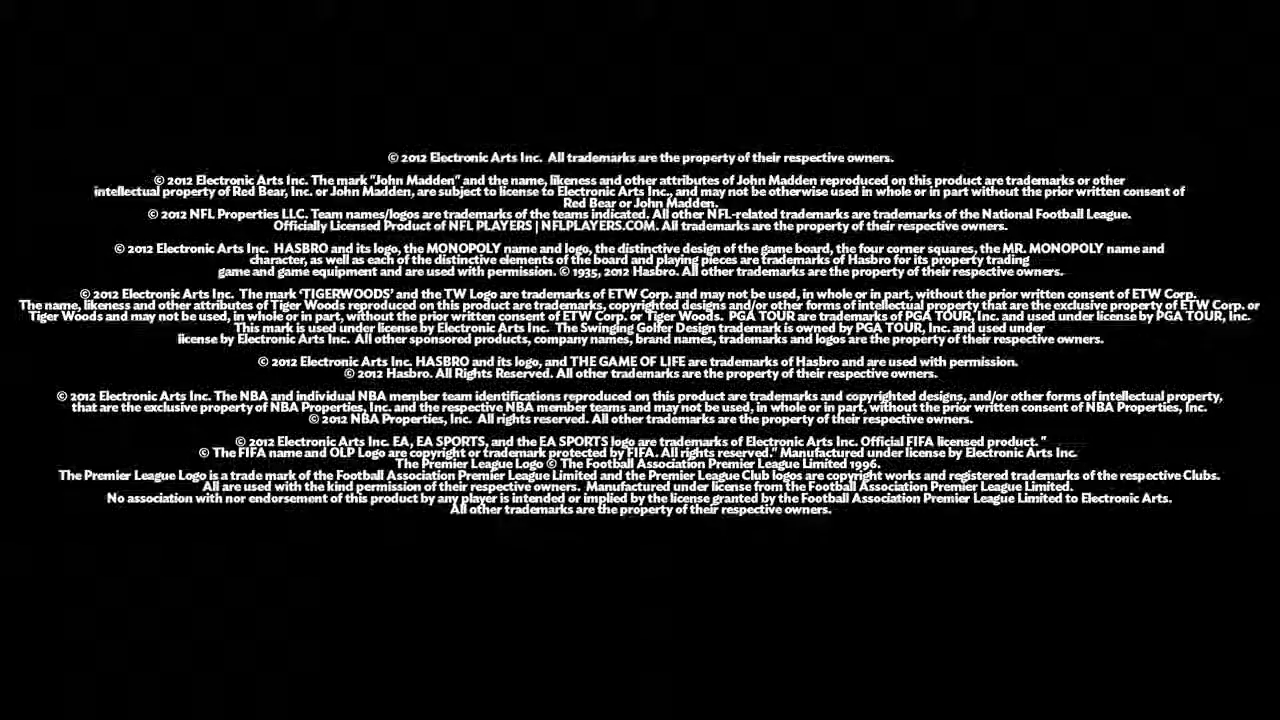 © 2012 Electronic Arts Inc.  All trademarks are the property of their respective owners.
© 2012 Electronic Arts Inc. The mark "John Madden" and the name, likeness and other attributes of John Madden reproduced on this product are trademarks or other
intellectual property of Red Bear, Inc. or John Madden, are subject to license to Electronic Arts Inc., and may not be otherwise used in whole or in part without the prior written consent of
Red Bear or John Madden.
© 2012 NFL Properties LLC. Team names/logos are trademarks of the teams indicated. All other NFL-related trademarks are trademarks of the National Football League.
Officially Licensed Product of NFL PLAYERS | NFLPLAYERS.COM. All trademarks are the property of their respective owners.
© 2012 Electronic Arts Inc.  HASBRO and its logo, the MONOPOLY name and logo, the distinctive design of the game board, the four corner squares, the MR. MONOPOLY name and
character, as well as each of the distinctive elements of the board and playing pieces are trademarks of Hasbro for its property trading
game and game equipment and are used with permission. © 1935, 2012 Hasbro. All other trademarks are the property of their respective owners.
© 2012 Electronic Arts Inc.  The mark ‘TIGERWOODS’ and the TW Logo are trademarks of ETW Corp. and may not be used, in whole or in part, without the prior written consent of ETW Corp.
The name, likeness and other attributes of Tiger Woods reproduced on this product are trademarks, copyrighted designs and/or other forms of intellectual property that are the exclusive property of ETW Corp. or
Tiger Woods and may not be used, in whole or in part, without the prior written consent of ETW Corp. or Tiger Woods.  PGA TOUR are trademarks of PGA TOUR, Inc. and used under license by PGA TOUR, Inc.
This mark is used under license by Electronic Arts Inc.  The Swinging Golfer Design trademark is owned by PGA TOUR, Inc. and used under
license by Electronic Arts Inc.  All other sponsored products, company names, brand names, trademarks and logos are the property of their respective owners.
© 2012 Electronic Arts Inc. HASBRO and its logo, and THE GAME OF LIFE are trademarks of Hasbro and are used with permission.
© 2012 Hasbro. All Rights Reserved. All other trademarks are the property of their respective owners.
© 2012 Electronic Arts Inc. The NBA and individual NBA member team identifications reproduced on this product are trademarks and copyrighted designs, and/or other forms of intellectual property,
that are the exclusive property of NBA Properties, Inc. and the respective NBA member teams and may not be used, in whole or in part, without the prior written consent of NBA Properties, Inc.
© 2012 NBA Properties, Inc.  All rights reserved. All other trademarks are the property of their respective owners.
© 2012 Electronic Arts Inc. EA, EA SPORTS, and the EA SPORTS logo are trademarks of Electronic Arts Inc. Official FIFA licensed product. "
© The FIFA name and OLP Logo are copyright or trademark protected by FIFA. All rights reserved." Manufactured under license by Electronic Arts Inc.
The Premier League Logo © The Football Association Premier League Limited 1996.
The Premier League Logo is a trade mark of the Football Association Premier League Limited and the Premier League Club logos are copyright works and registered trademarks of the respective Clubs.
All are used with the kind permission of their respective owners.  Manufactured under license from the Football Association Premier League Limited.
No association with nor endorsement of this product by any player is intended or implied by the license granted by the Football Association Premier League Limited to Electronic Arts.
All other trademarks are the property of their respective owners.